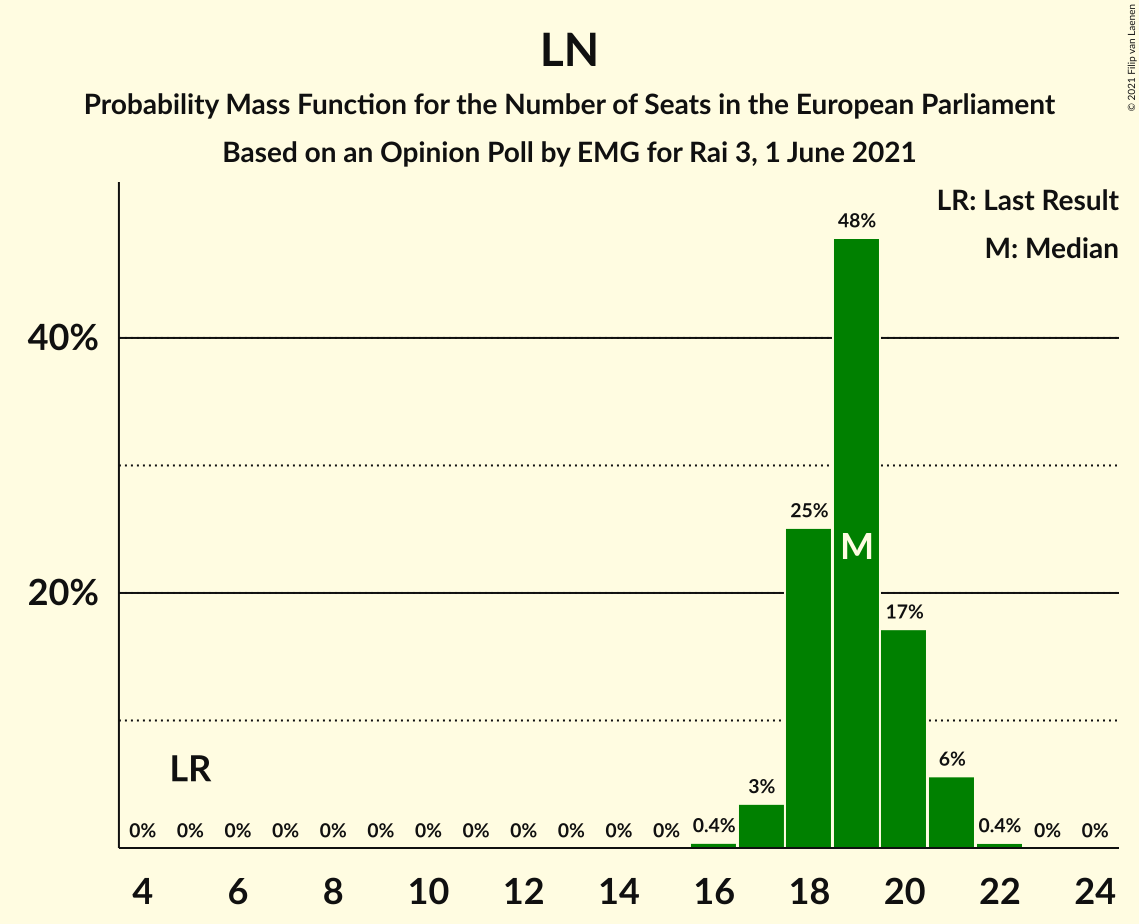 LN
Probability Mass Function for the Number of Seats in the European Parliament
Based on an Opinion Poll by EMG for Rai 3, 1 June 2021
© 2021 Filip van Laenen
LR: Last Result
M: Median
48%
40%
25%
M
20%
17%
LR
6%
3%
0% 0% 0% 0% 0% 0% 0% 0% 0% 0% 0% 0% 0.4% 0.4% 0% 0%
4 6 8 10 12 14 16 18 20 22 24